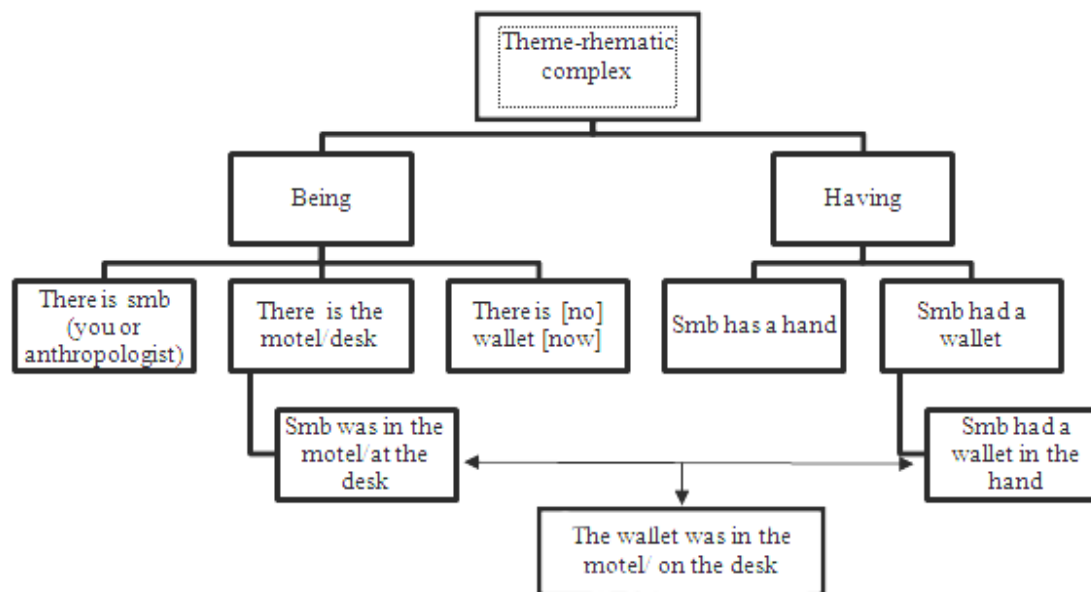 Theme-rhematic
complex
Being
Having
There is smb
(you or
anthropologist)
There is the
motel/desk
There is [no]
wallet [now]
Smb has a hand
Smb had a
wallet
Smb was in the
motel/at the
desk
Smb had a
wallet in the
hand
The wallet was in the
motel/ on the desk